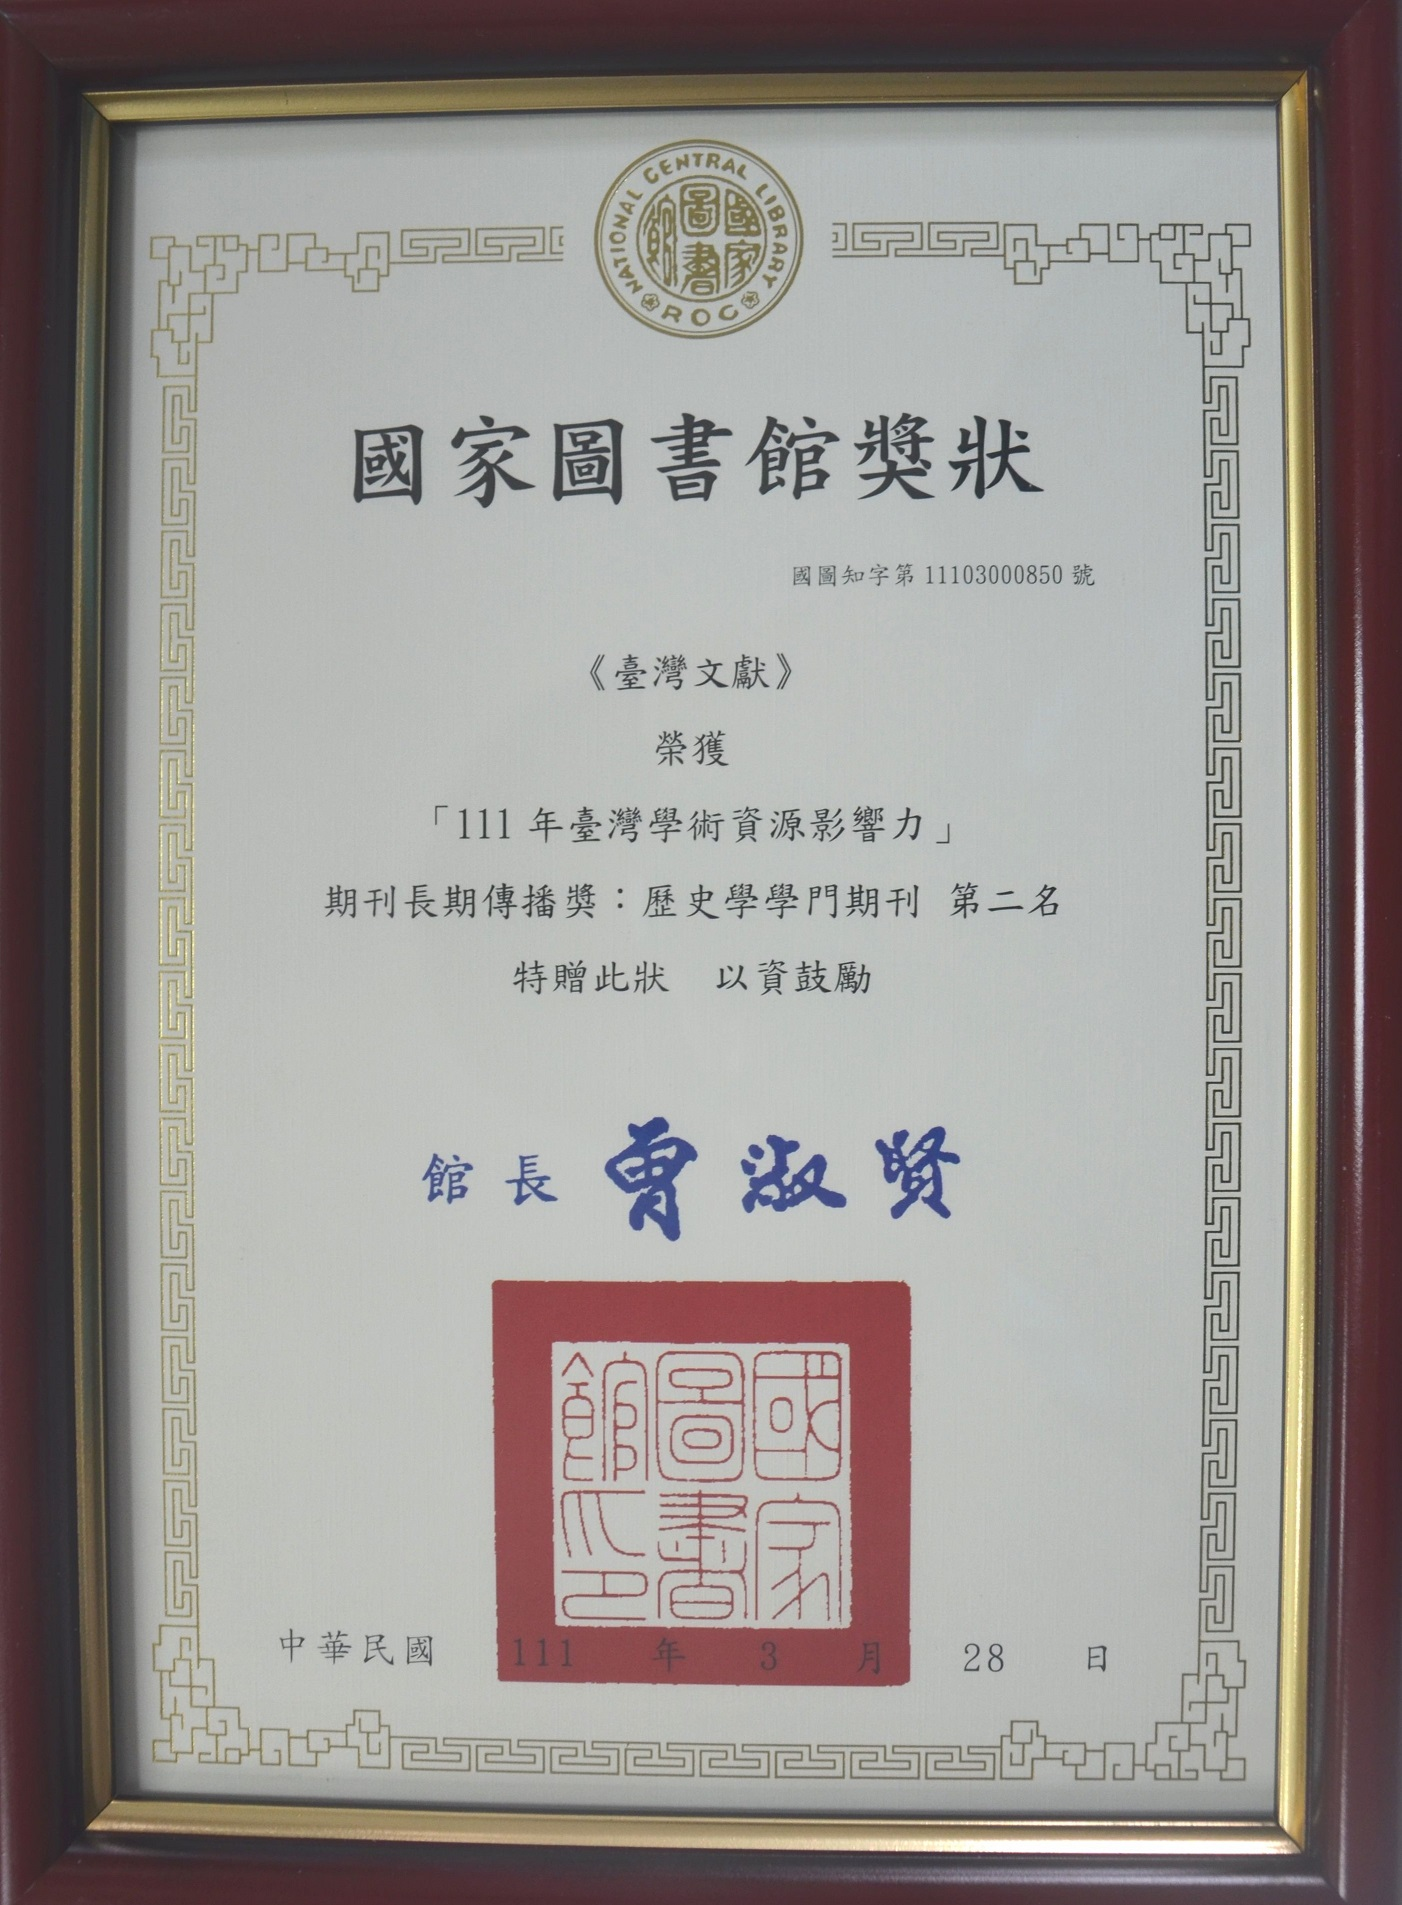 NATIONAL CENTRAL LIBRARY
國家圖書館
ROC
國家圖書館獎狀
國圖知字第 11103000850 號
《臺灣文獻》
榮獲
「111 年臺灣學術資源影響力」
期刊長期傳播獎：歷史學學門期刊 第二名
特贈此狀 以資鼓勵
館長 曾淑賢
國家圖書館印
中華民國 111 年 3 月 28 日